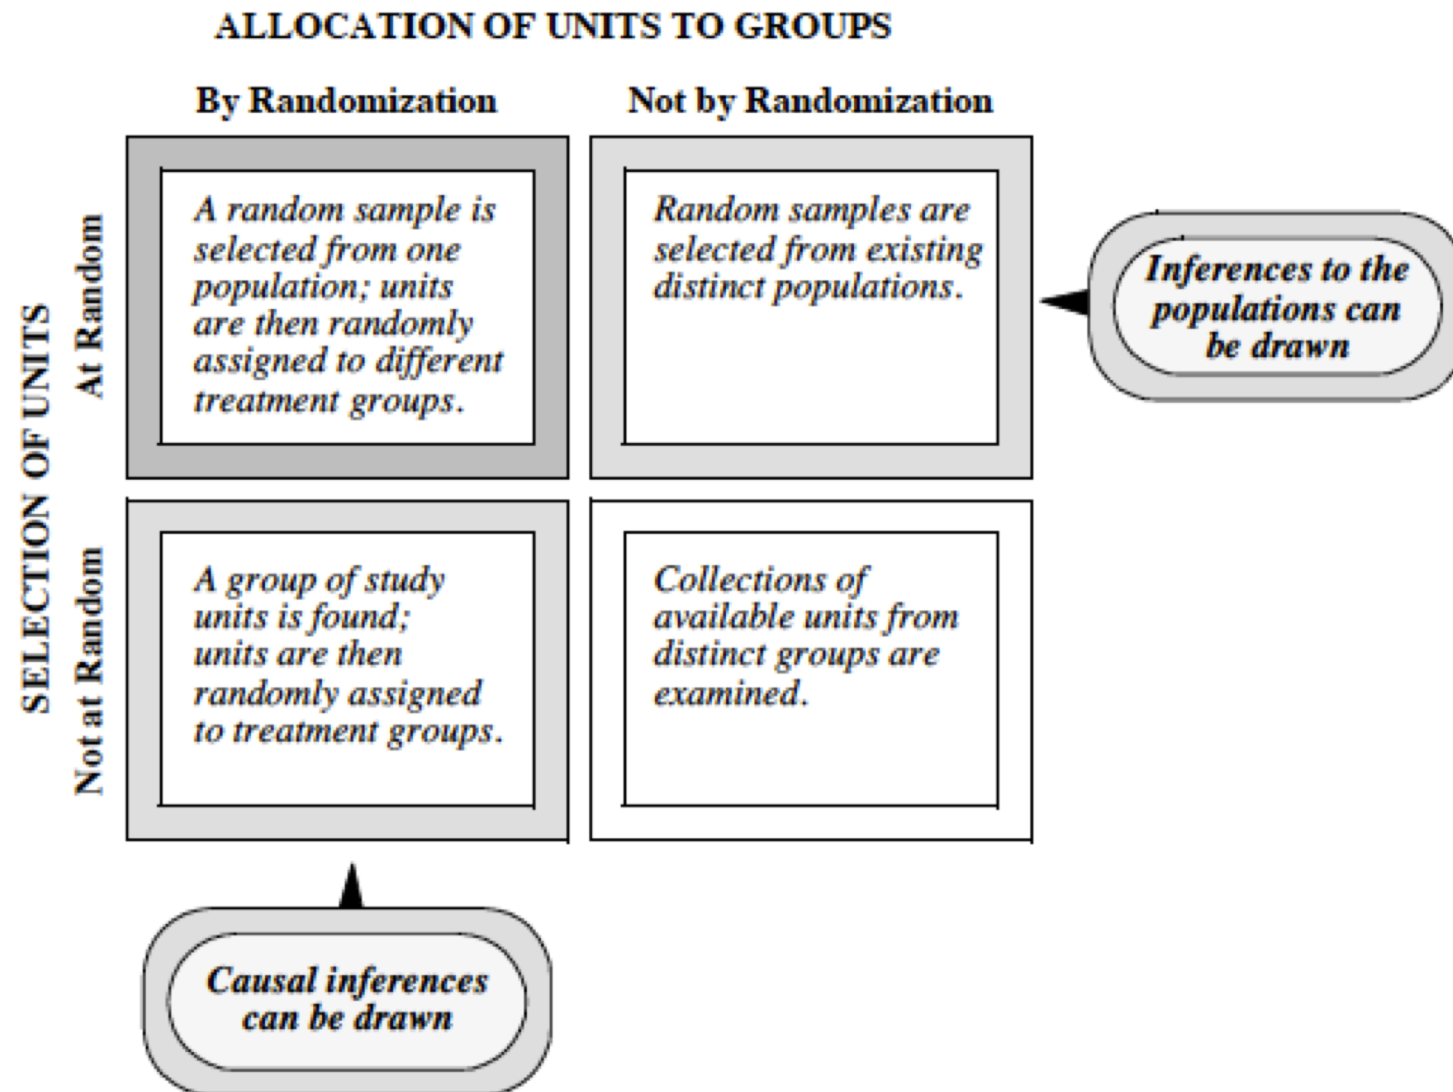 ALLOCATION OF UNITS TO GROUPS
By Randomization
Not by Randomization
SELECTION OF UNITS
At Random
A random sample is
selected from one
population; units
are then randomly
assigned to different
treatment groups.
Random samples are
selected from existing
distinct populations.
Inferences to the
populations can
be drawn
Not at Random
A group of study
units is found;
units are then
randomly assigned
to treatment groups.
Collections of
available units from
distinct groups are
examined.
Causal inferences
can be drawn